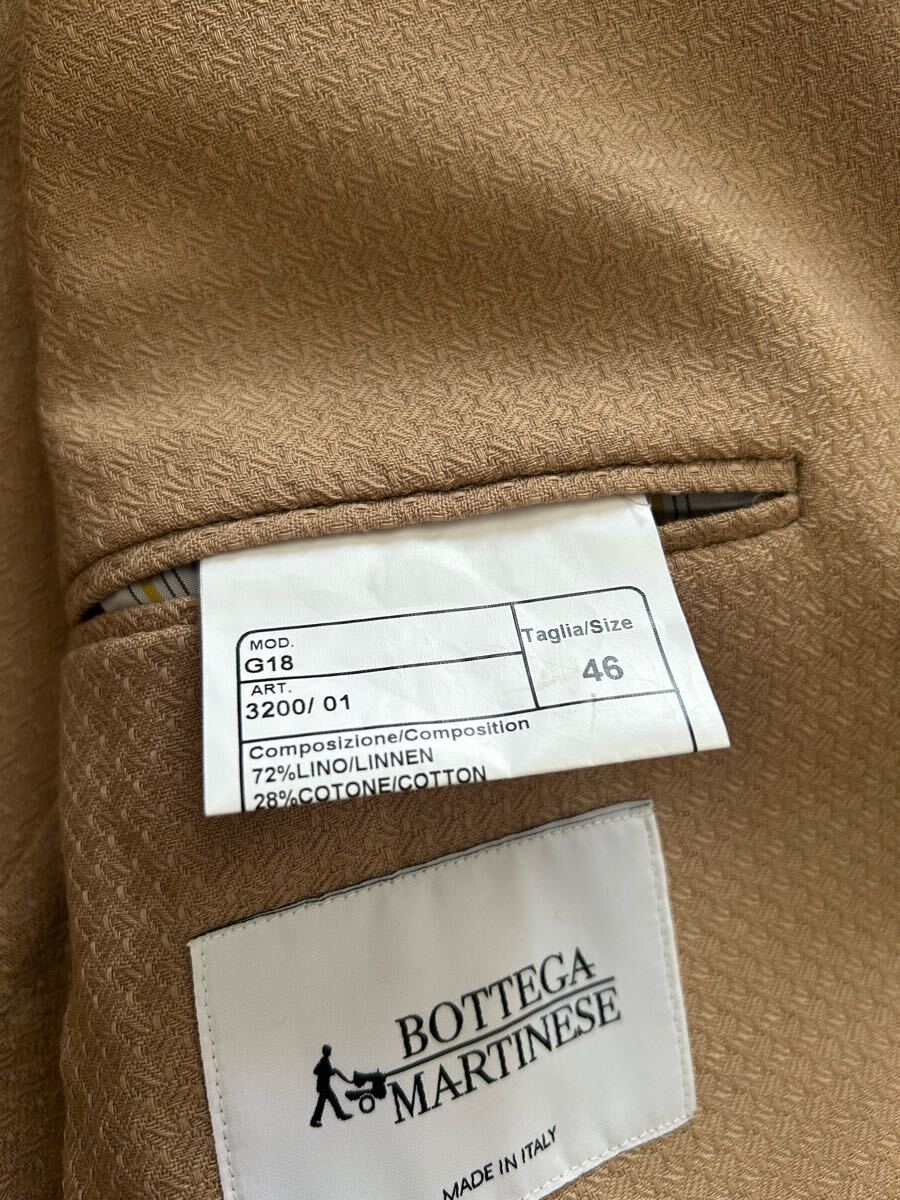 MOD.
G18
Taglia/Size
46
ART.
3200/ 01
Composizione/Composition
72%LINO/LINNEN
28%COTONE/COTTON
BOTTEGA
MARTINESE
MADE IN ITALY